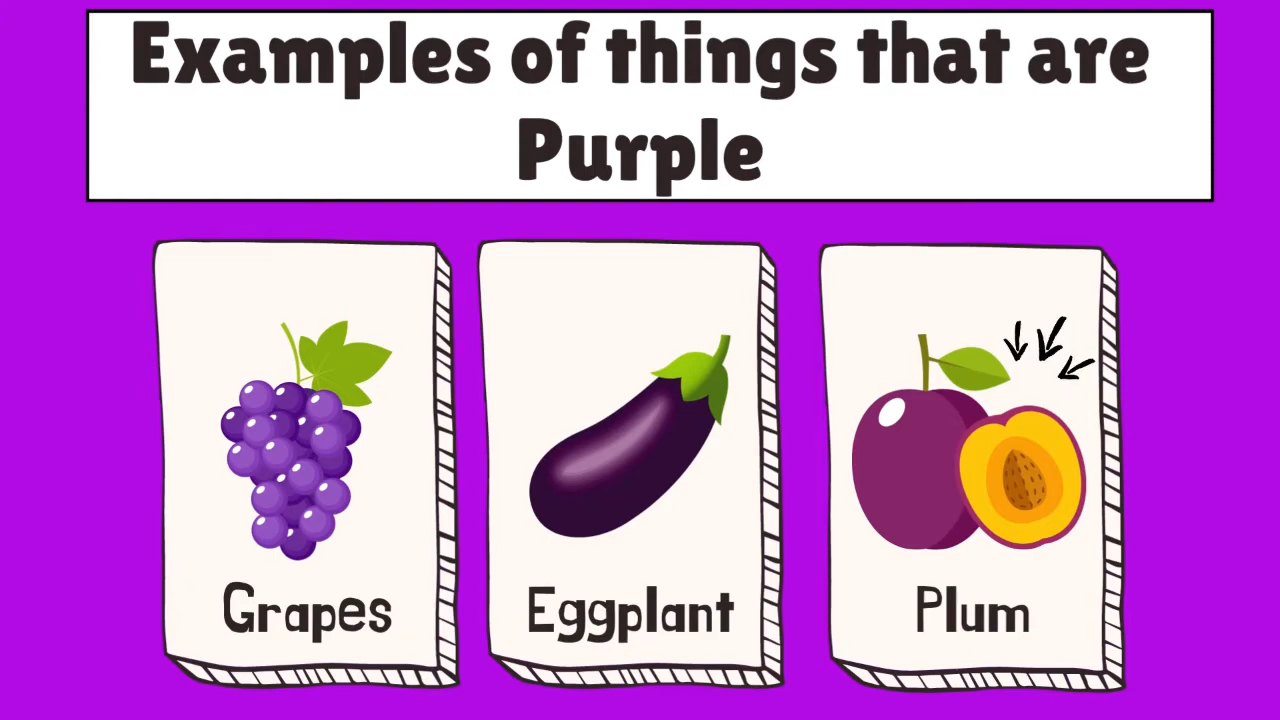 Examples of things that are
Purple
Grapes
Eggplant
Plum